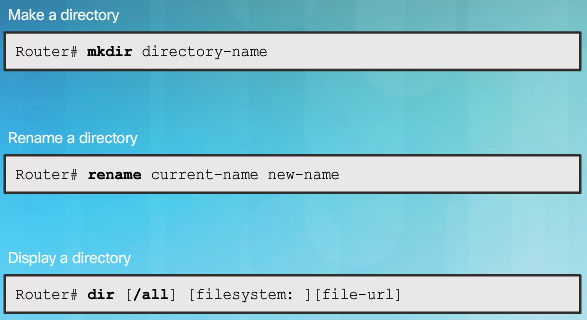 Make a directory
Router# mkdir directory-name
Rename a directory
Router# rename current-name new-name
Display a directory
Router# dir [/all] [filesystem: ][file-url]